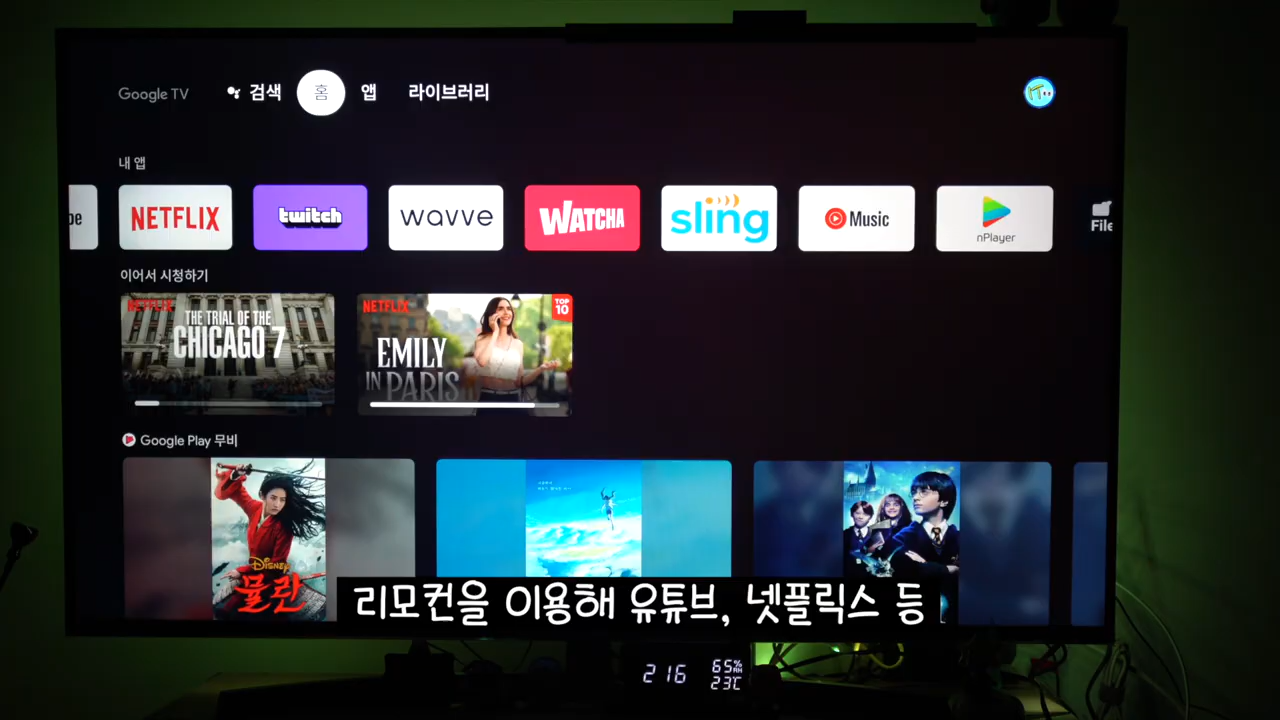 Google TV 검색 홈 앱 라이브러리
내 앱
be NETFLIX twitch wavve WATCHA sling Music nPlayer File
이어서 시청하기
NETFLIX THE TRIAL OF THE CHICAGO 7
NETFLIX TOP 10 EMILY IN PARIS
Google Play 무비
DISNEY 뮬란
리모컨을 이용해 유튜브, 넷플릭스 등
216 65% 23℃